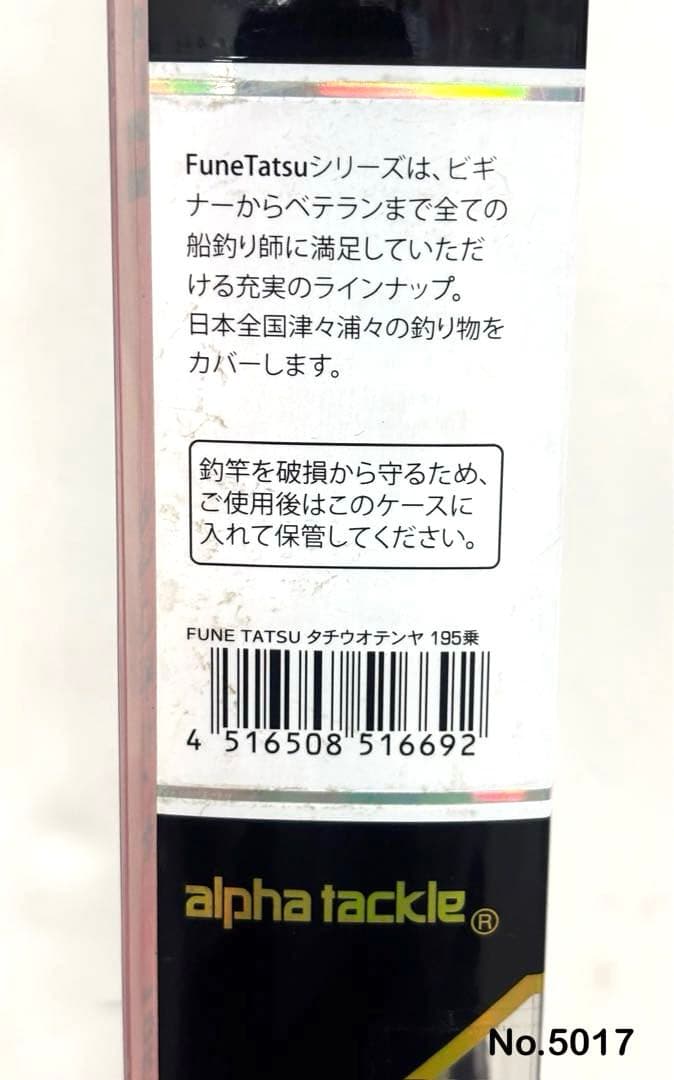 FuneTatsuシリーズは、ビギ
ナーからベテランまで全ての
船釣り師に満足していただ
ける充実のラインナップ。
日本全国津々浦々の釣り物を
カバーします。
釣竿を破損から守るため、
ご使用後はこのケースに
入れて保管してください。
FUNE TATSU タチウオテンヤ 195乗
4 516508 516692
alpha tackle®
No.5017